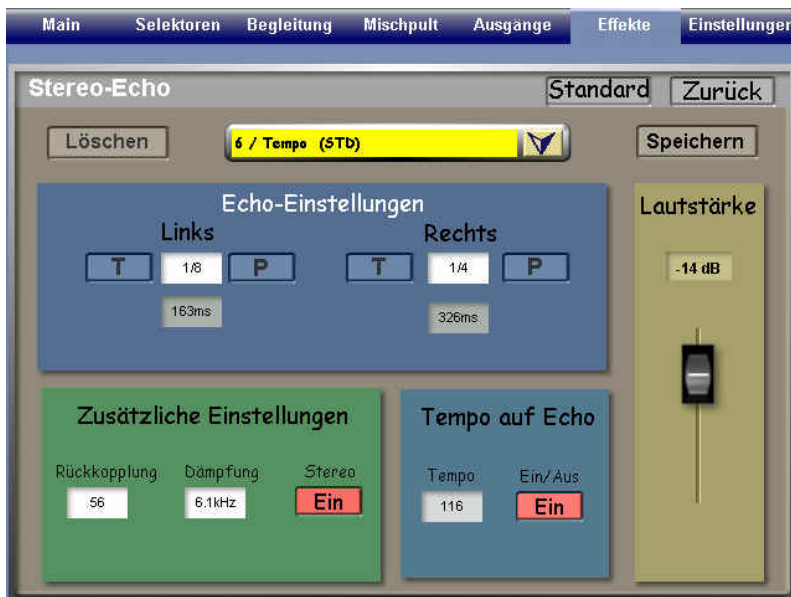 Main Selektoren Begleitung Mischpult Ausgänge Effekte Einstellungen
Stereo-Echo Standard Zurück
Löschen 6 / Tempo (STD) Speichern
Echo-Einstellungen
Links Rechts
T 1/8 P T 1/4 P
163ms 326ms
Lautstärke
-14 dB
Zusätzliche Einstellungen
Rückkopplung Dämpfung Stereo
56 6.1kHz Ein
Tempo auf Echo
Tempo Ein/Aus
116 Ein